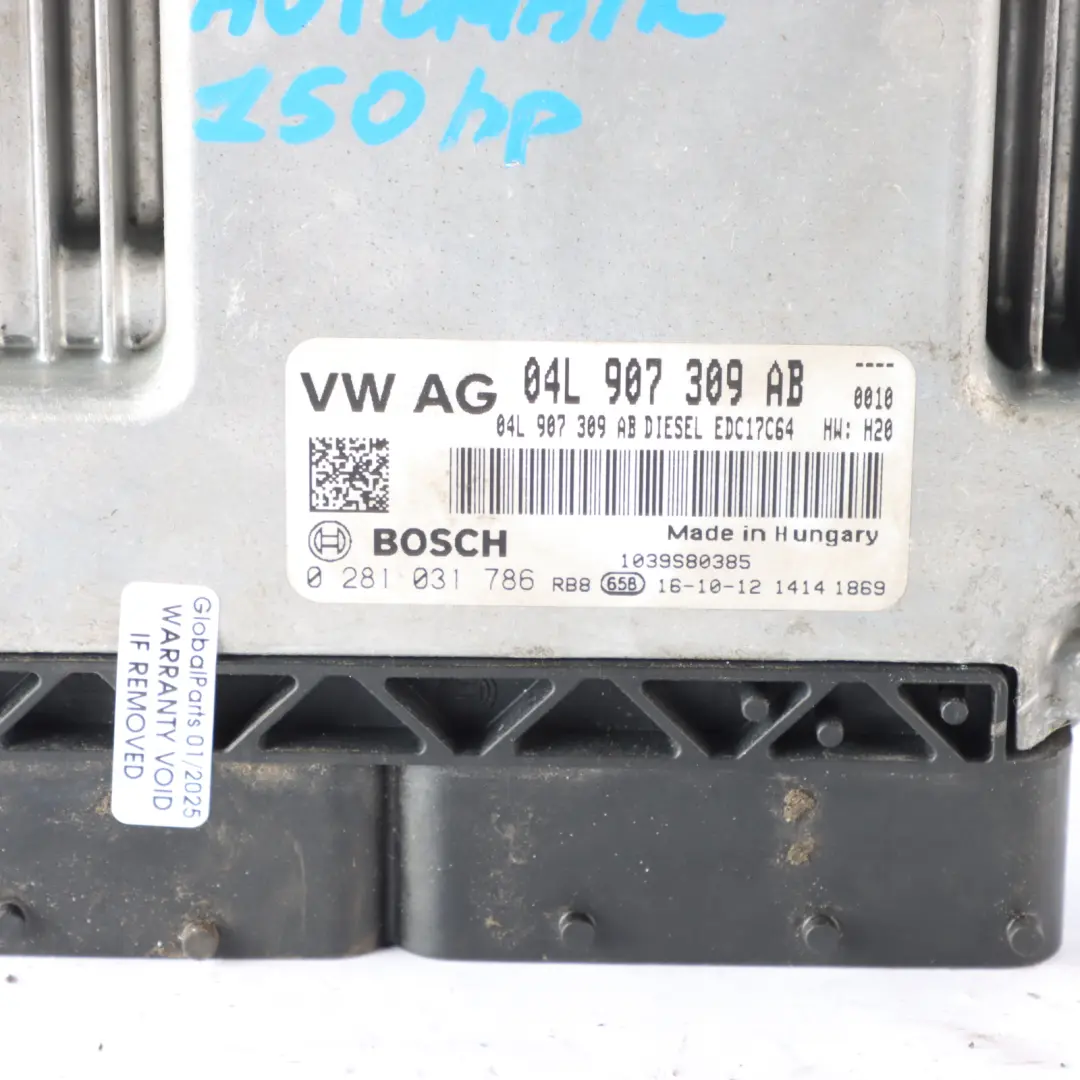 AUTOMATIK
150 hp
VW AG 04L 907 309 AB ----
0010
04L 907 309 AB DIESEL EDC17C64 HW: H20
BOSCH
Made in Hungary
1039S80385
0 281 031 786 RB8 65B 16-10-12 1414 1869
GlobalParts 01/2025
WARRANTY VOID
IF REMOVED